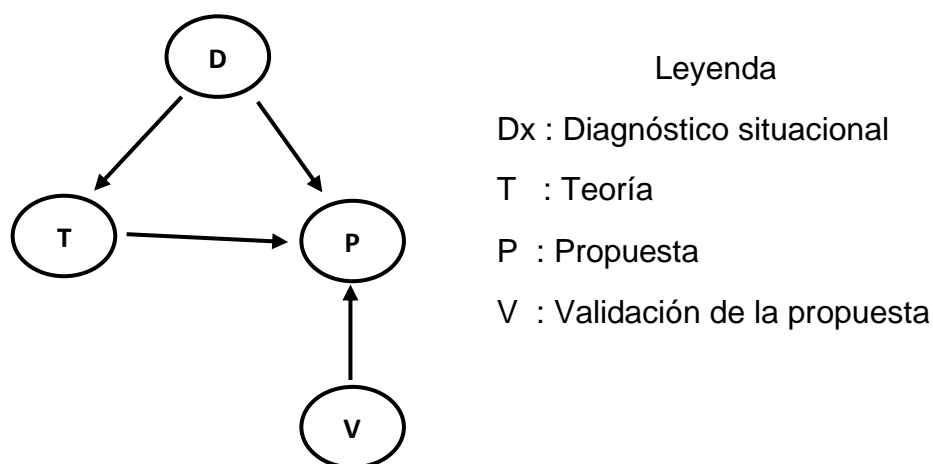 D
Leyenda
Dx : Diagnóstico situacional
T : Teoría
T
P
P : Propuesta
V : Validación de la propuesta
V